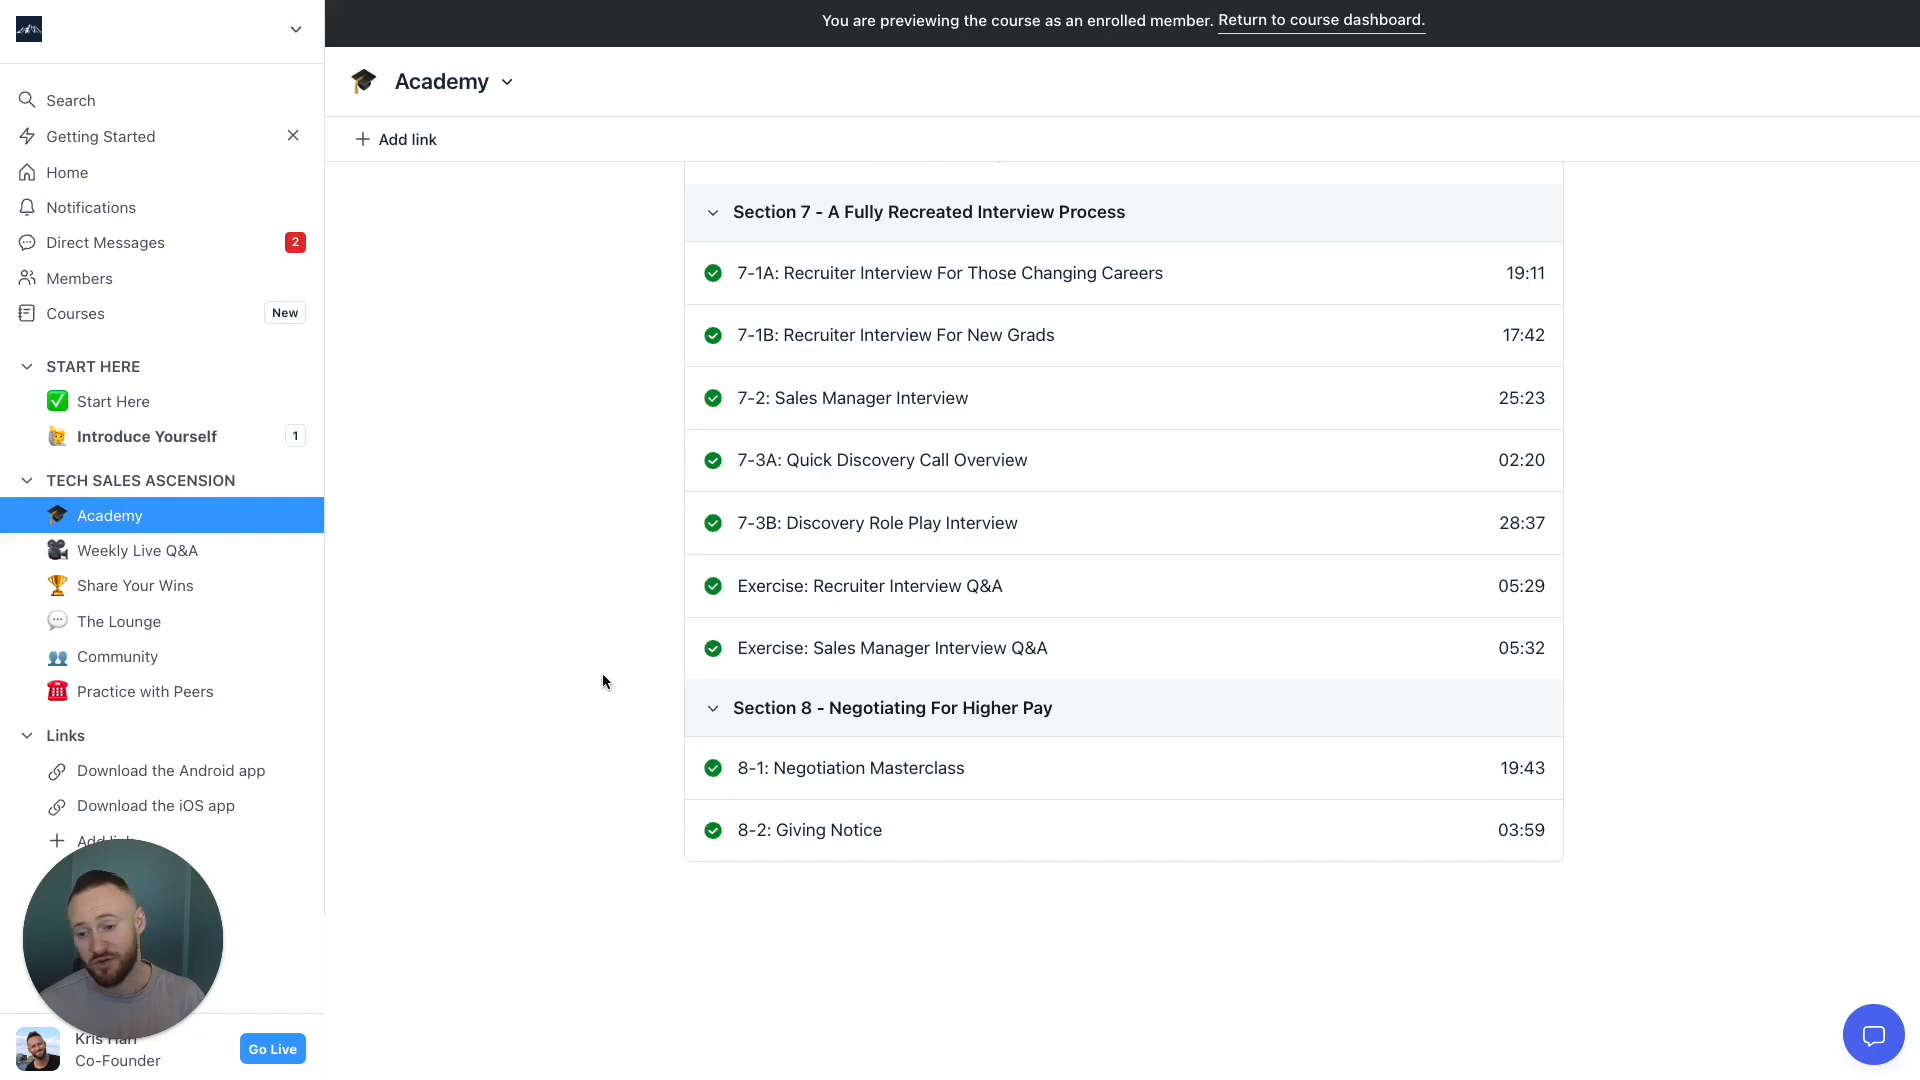 You are previewing the course as an enrolled member. Return to course dashboard.
Search
Getting Started
Home
Notifications
Direct Messages 2
Members
Courses New
START HERE
Start Here
Introduce Yourself 1
TECH SALES ASCENSION
Academy
Weekly Live Q&A
Share Your Wins
The Lounge
Community
Practice with Peers
Links
Download the Android app
Download the iOS app
Kris
Co-Founder
Go Live
Academy
Add link
Section 7 - A Fully Recreated Interview Process
7-1A: Recruiter Interview For Those Changing Careers 19:11
7-1B: Recruiter Interview For New Grads 17:42
7-2: Sales Manager Interview 25:23
7-3A: Quick Discovery Call Overview 02:20
7-3B: Discovery Role Play Interview 28:37
Exercise: Recruiter Interview Q&A 05:29
Exercise: Sales Manager Interview Q&A 05:32
Section 8 - Negotiating For Higher Pay
8-1: Negotiation Masterclass 19:43
8-2: Giving Notice 03:59